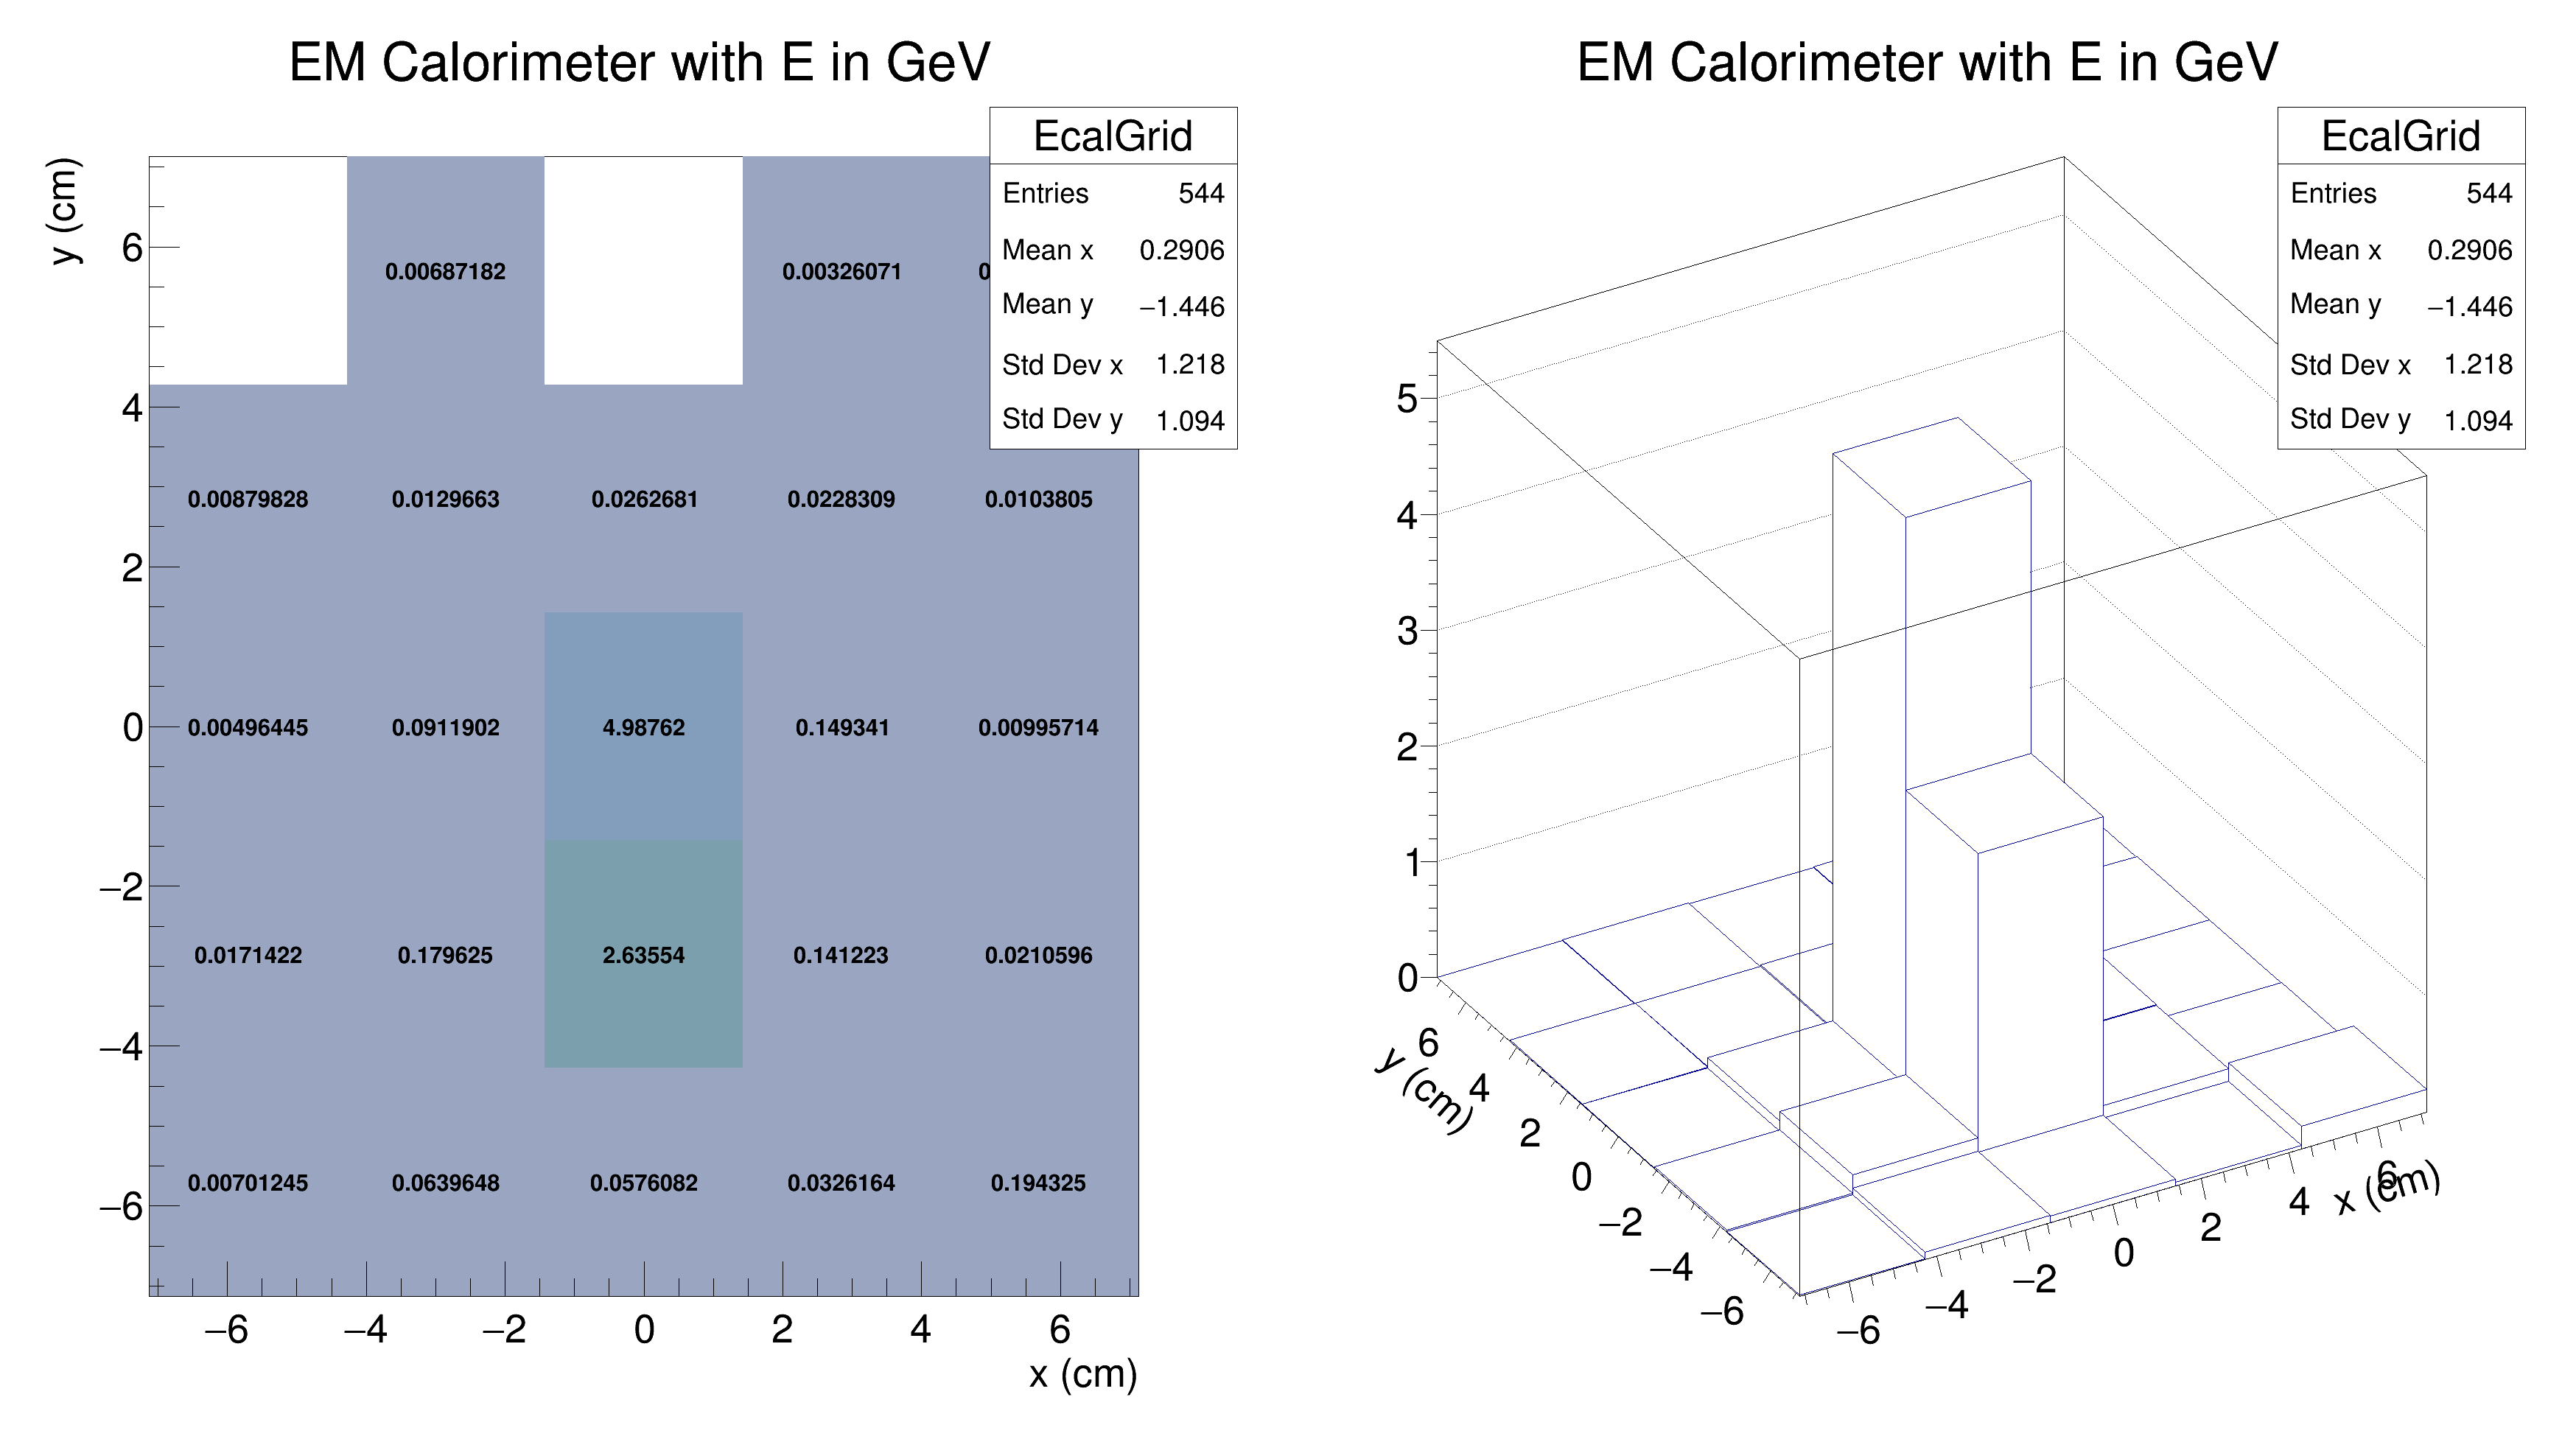 EM Calorimeter with E in GeV
y (cm)
EcalGrid
Entries 544
Mean x 0.2906
Mean y −1.446
Std Dev x 1.218
Std Dev y 1.094
6
4
2
0
−2
−4
−6
0.00687182 0.00326071 0
0.00879828 0.0129663 0.0262681 0.0228309 0.0103805
0.00496445 0.0911902 4.98762 0.149341 0.00995714
0.0171422 0.179625 2.63554 0.141223 0.0210596
0.00701245 0.0639648 0.0576082 0.0326164 0.194325
−6 −4 −2 0 2 4 6
x (cm)
EM Calorimeter with E in GeV
EcalGrid
Entries 544
Mean x 0.2906
Mean y −1.446
Std Dev x 1.218
Std Dev y 1.094
5
4
3
2
1
0
6
4
2
0
−2
−4
−6
y (cm)
−6
−4
−2
0
2
4
6
x (cm)